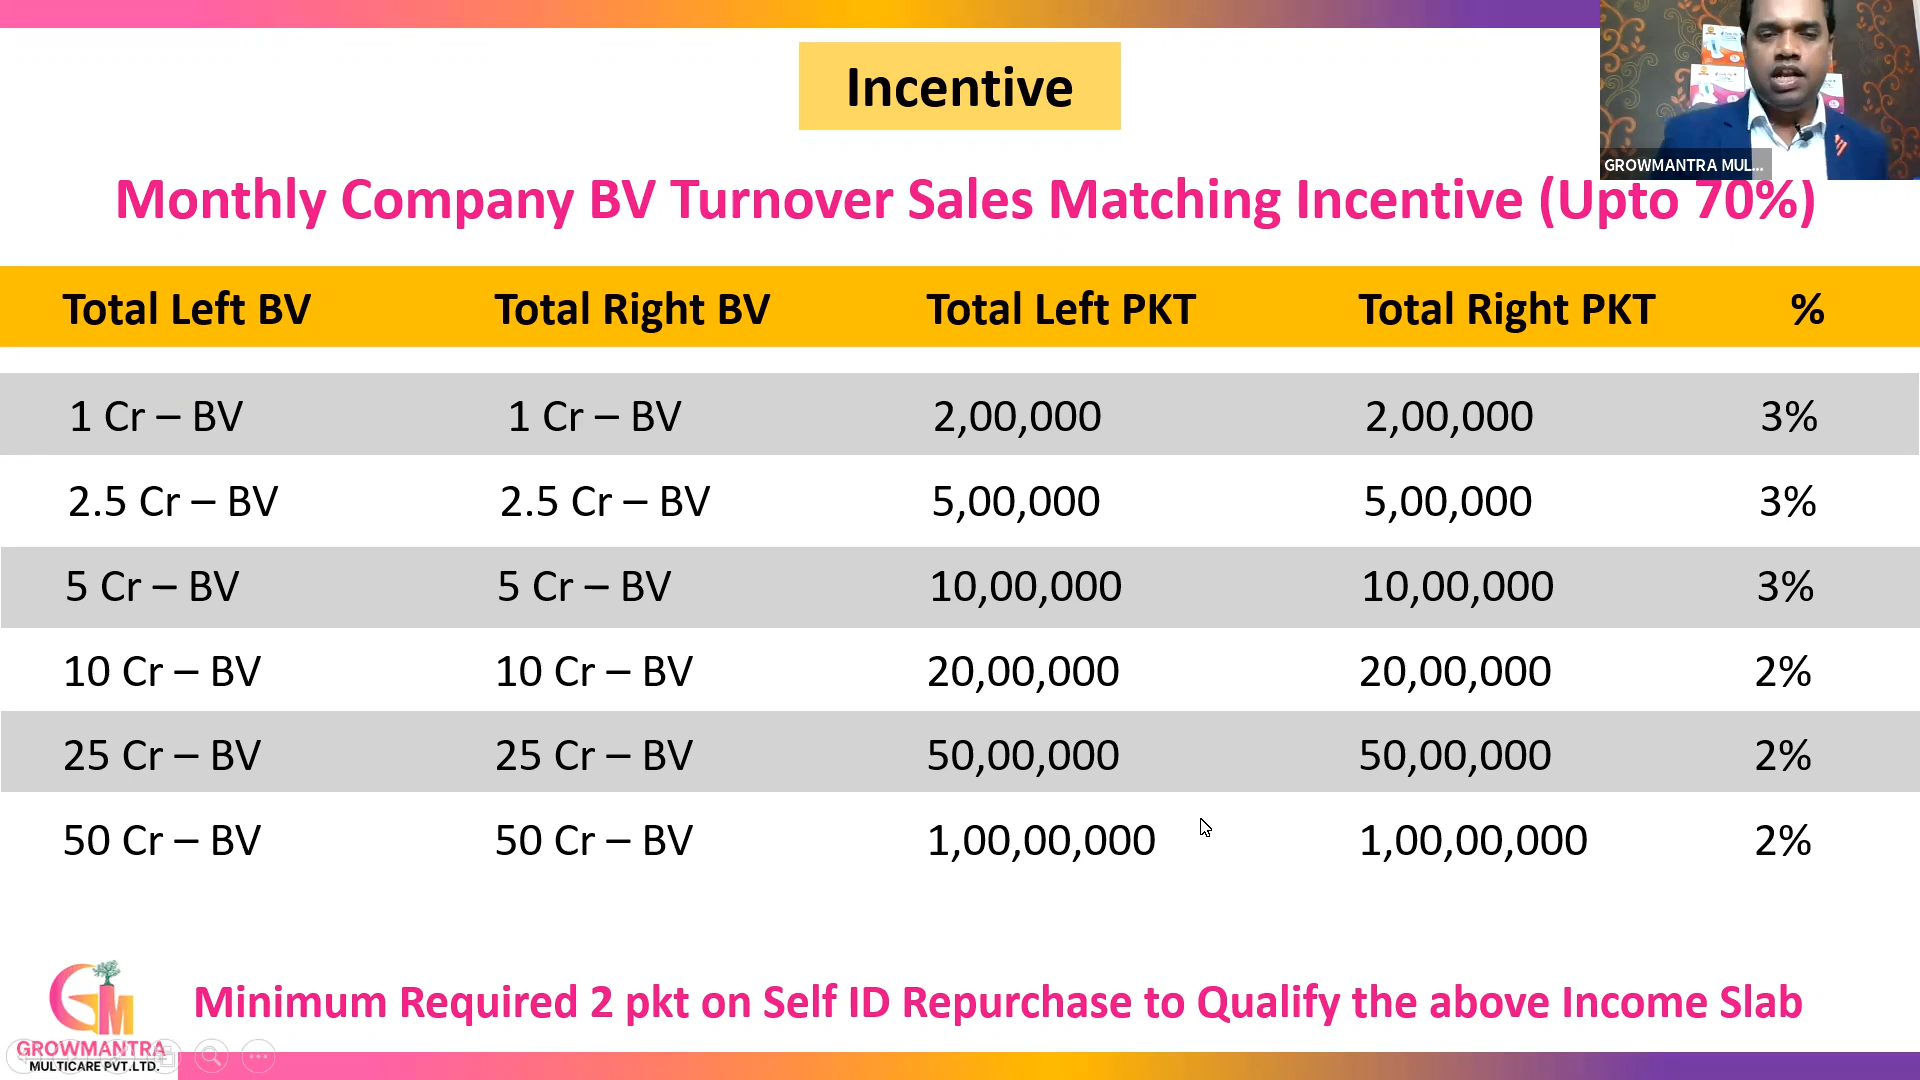 Incentive
GROWMANTRA MUL...
Monthly Company BV Turnover Sales Matching Incentive (Upto 70%)
Total Left BV Total Right BV Total Left PKT Total Right PKT %
1 Cr – BV 1 Cr – BV 2,00,000 2,00,000 3%
2.5 Cr – BV 2.5 Cr – BV 5,00,000 5,00,000 3%
5 Cr – BV 5 Cr – BV 10,00,000 10,00,000 3%
10 Cr – BV 10 Cr – BV 20,00,000 20,00,000 2%
25 Cr – BV 25 Cr – BV 50,00,000 50,00,000 2%
50 Cr – BV 50 Cr – BV 1,00,00,000 1,00,00,000 2%
Minimum Required 2 pkt on Self ID Repurchase to Qualify the above Income Slab
GM
GROWMANTRA
MULTICARE PVT.LTD.